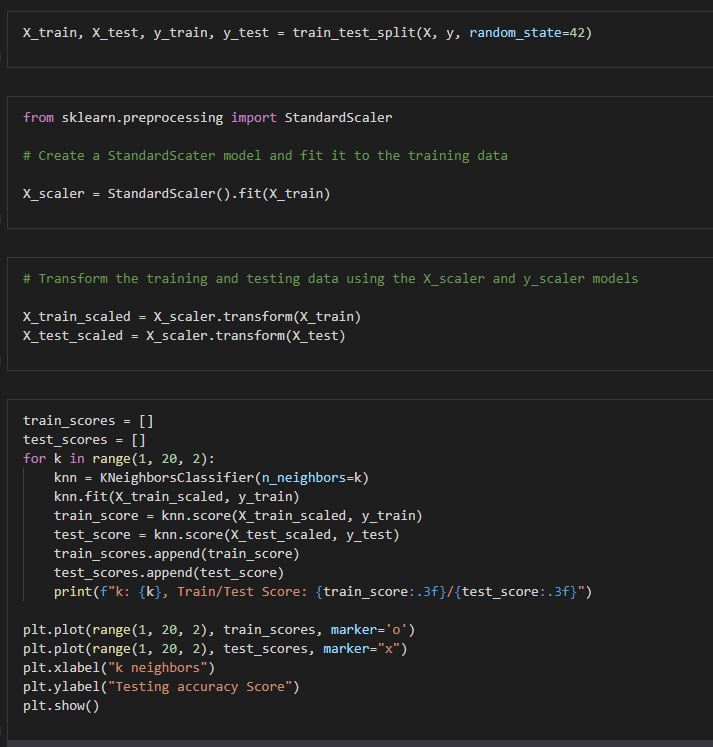 X_train, X_test, y_train, y_test = train_test_split(X, y, random_state=42)
from sklearn.preprocessing import StandardScaler
# Create a StandardScater model and fit it to the training data
X_scaler = StandardScaler().fit(X_train)
# Transform the training and testing data using the X_scaler and y_scaler models
X_train_scaled = X_scaler.transform(X_train)
X_test_scaled = X_scaler.transform(X_test)
train_scores = []
test_scores = []
for k in range(1, 20, 2):
    knn = KNeighborsClassifier(n_neighbors=k)
    knn.fit(X_train_scaled, y_train)
    train_score = knn.score(X_train_scaled, y_train)
    test_score = knn.score(X_test_scaled, y_test)
    train_scores.append(train_score)
    test_scores.append(test_score)
    print(f"k: {k}, Train/Test Score: {train_score:.3f}/{test_score:.3f}")
plt.plot(range(1, 20, 2), train_scores, marker='o')
plt.plot(range(1, 20, 2), test_scores, marker="x")
plt.xlabel("k neighbors")
plt.ylabel("Testing accuracy Score")
plt.show()